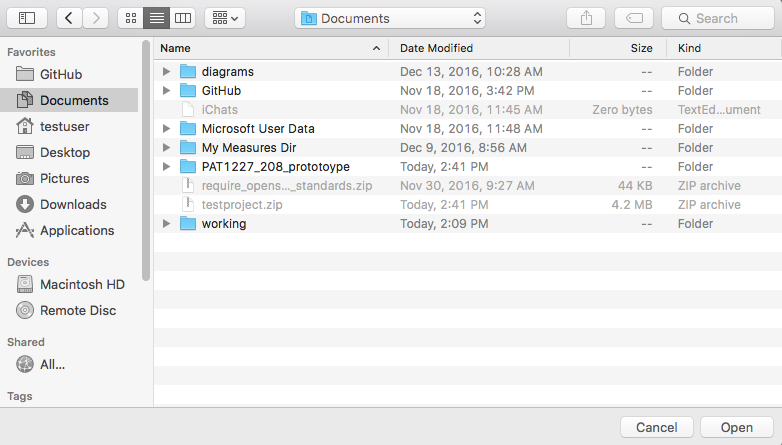 Documents
Search
Favorites
GitHub
Documents
testuser
Desktop
Pictures
Downloads
Applications
Devices
Macintosh HD
Remote Disc
Shared
All...
Tags
Name Date Modified Size Kind
diagrams Dec 13, 2016, 10:28 AM -- Folder
GitHub Nov 18, 2016, 3:42 PM -- Folder
iChats Nov 18, 2016, 11:45 AM Zero bytes TextEd...ument
Microsoft User Data Nov 18, 2016, 11:48 AM -- Folder
My Measures Dir Dec 9, 2016, 8:56 AM -- Folder
PAT1227_208_prototoype Today, 2:41 PM -- Folder
require_opens..._standards.zip Nov 30, 2016, 9:27 AM 44 KB ZIP archive
testproject.zip Today, 2:41 PM 4.2 MB ZIP archive
working Today, 2:09 PM -- Folder
Cancel Open